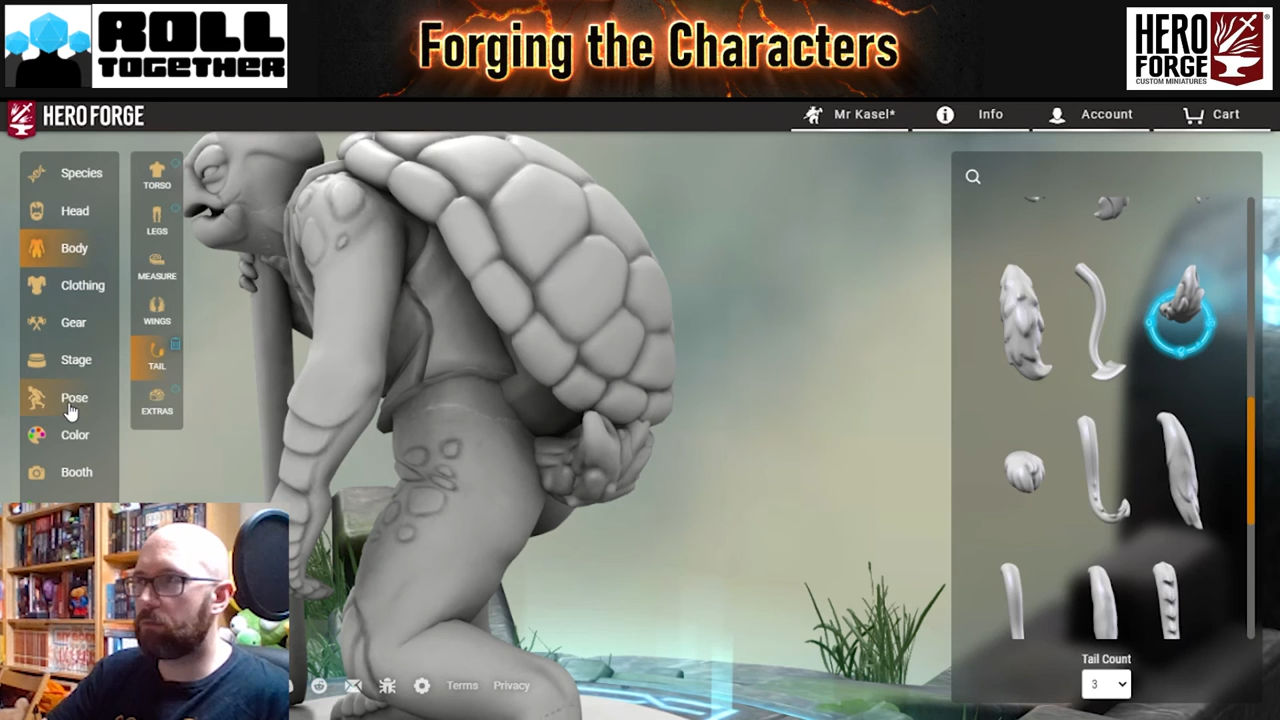 ROLL
TOGETHER
Forging the Characters
HERO
FORGE®
CUSTOM MINIATURES
HERO FORGE
Mr Kasel*
Info
Account
Cart
Species
Head
Body
Clothing
Gear
Stage
Pose
Color
Booth
TORSO
LEGS
MEASURE
WINGS
TAIL
EXTRAS
Tail Count
3
Terms
Privacy